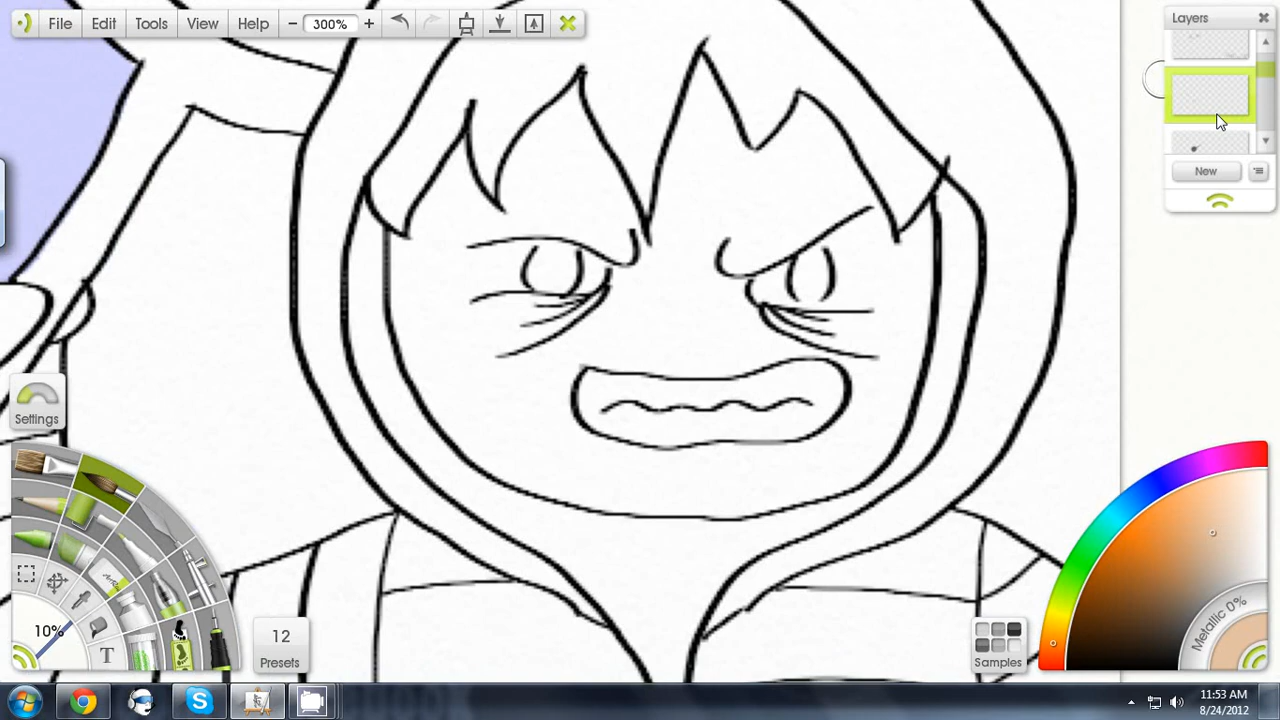 File Edit Tools View Help − 300% +
Layers
New
Settings
10%
T
12
Presets
Samples
Metallic 0%
11:53 AM
8/24/2012